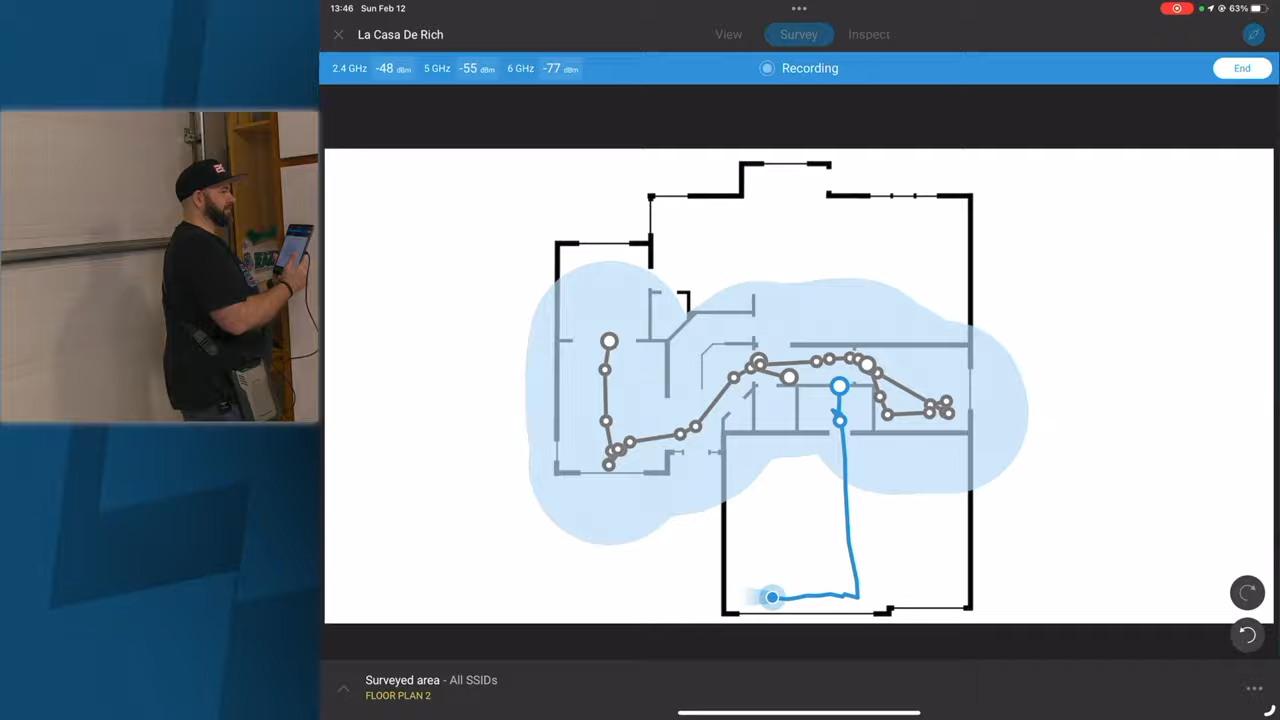 13:46 Sun Feb 12
63%
La Casa De Rich
View Survey Inspect
2.4 GHz -48 dBm 5 GHz -55 dBm 6 GHz -77 dBm Recording End
Surveyed area - All SSIDs
FLOOR PLAN 2